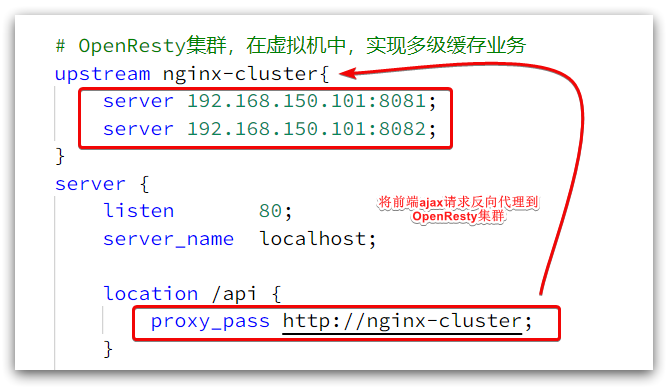 # OpenResty集群，在虚拟机中，实现多级缓存业务
upstream nginx-cluster{
server 192.168.150.101:8081;
server 192.168.150.101:8082;
}
server {
listen 80;
将前端ajax请求反向代理到
OpenResty集群
server_name localhost;
location /api {
proxy_pass http://nginx-cluster;
}